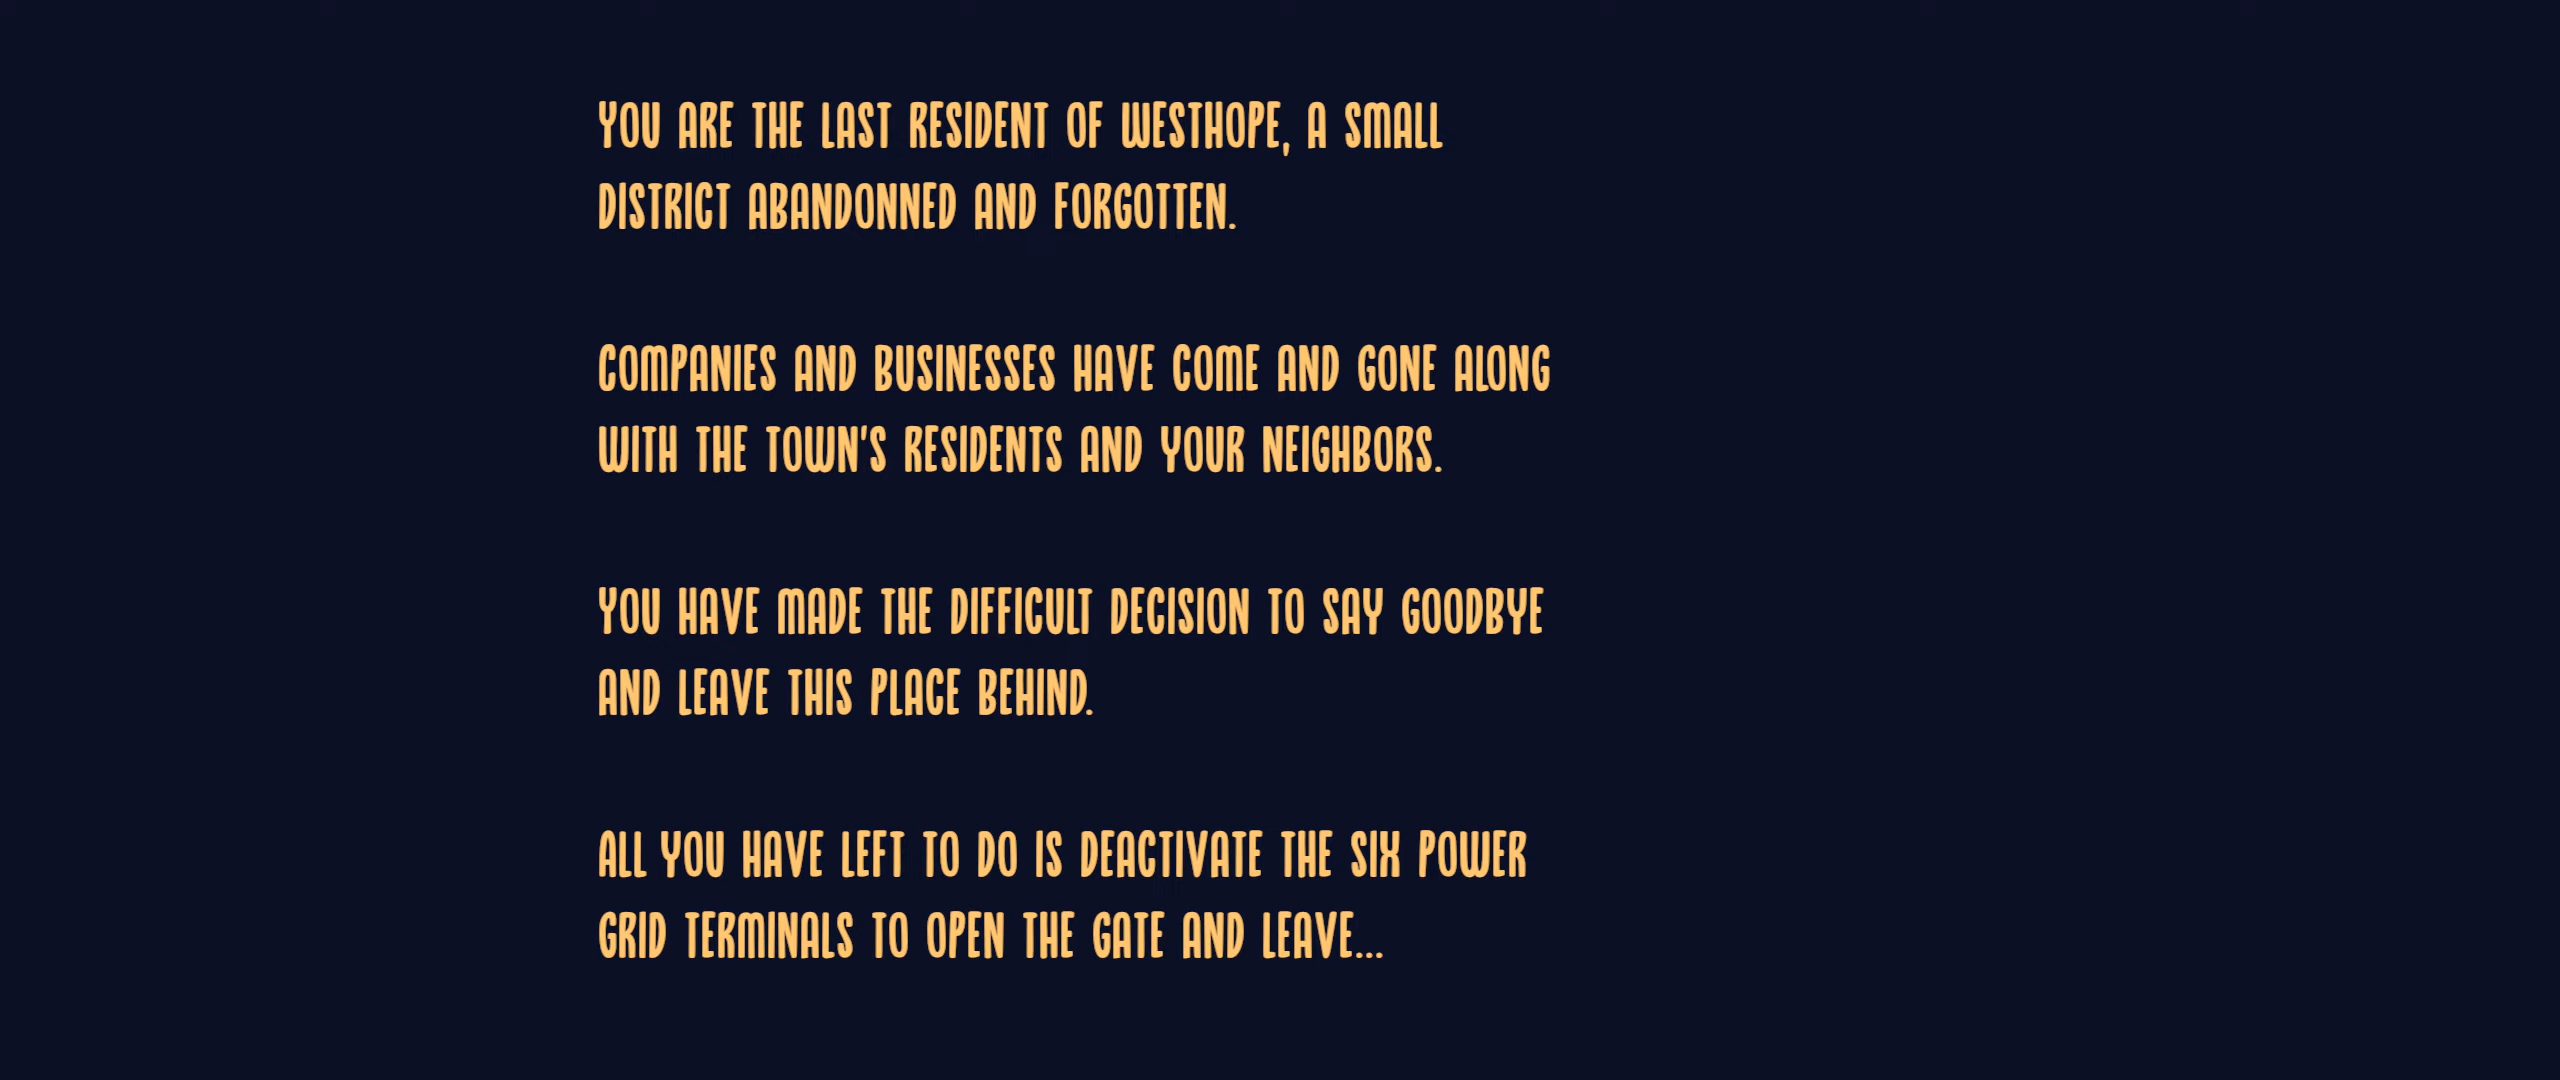 YOU ARE THE LAST RESIDENT OF WESTHOPE, A SMALL
DISTRICT ABANDONNED AND FORGOTTEN.
COMPANIES AND BUSINESSES HAVE COME AND GONE ALONG
WITH THE TOWN'S RESIDENTS AND YOUR NEIGHBORS.
YOU HAVE MADE THE DIFFICULT DECISION TO SAY GOODBYE
AND LEAVE THIS PLACE BEHIND.
ALL YOU HAVE LEFT TO DO IS DEACTIVATE THE SIX POWER
GRID TERMINALS TO OPEN THE GATE AND LEAVE...